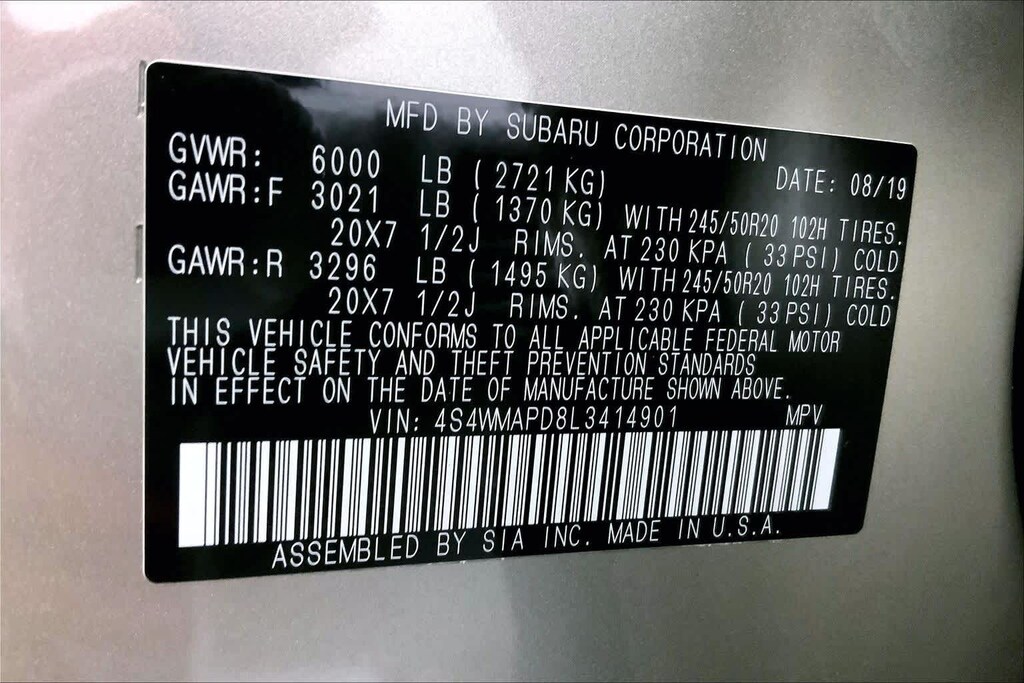 MFD BY SUBARU CORPORATION
GVWR: 6000 LB ( 2721 KG) DATE: 08/19
GAWR:F 3021 LB ( 1370 KG) WITH 245/50R20 102H TIRES.
20X7 1/2J RIMS. AT 230 KPA ( 33 PSI) COLD
GAWR:R 3296 LB ( 1495 KG) WITH 245/50R20 102H TIRES.
20X7 1/2J RIMS. AT 230 KPA ( 33 PSI) COLD
THIS VEHICLE CONFORMS TO ALL APPLICABLE FEDERAL MOTOR
VEHICLE SAFETY AND THEFT PREVENTION STANDARDS
IN EFFECT ON THE DATE OF MANUFACTURE SHOWN ABOVE.
VIN: 4S4WMAPD8L3414901 MPV
ASSEMBLED BY SIA INC. MADE IN U.S.A.